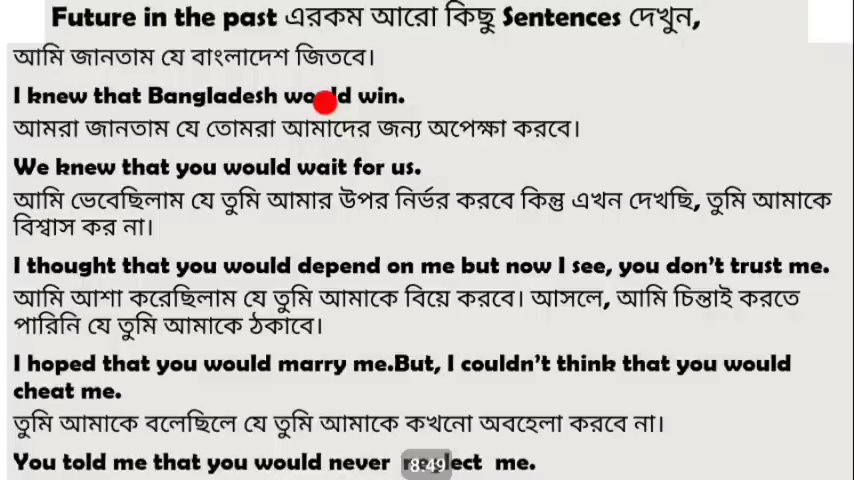 Future in the past এরকম আরো কিছু Sentences দেখুন,
আমি জানতাম যে বাংলাদেশ জিতবে।
I knew that Bangladesh would win.
আমরা জানতাম যে তোমরা আমাদের জন্য অপেক্ষা করবে।
We knew that you would wait for us.
আমি ভেবেছিলাম যে তুমি আমার উপর নির্ভর করবে কিন্তু এখন দেখছি, তুমি আমাকে
বিশ্বাস কর না।
I thought that you would depend on me but now I see, you don't trust me.
আমি আশা করেছিলাম যে তুমি আমাকে বিয়ে করবে। আসলে, আমি চিন্তাই করতে
পারিনি যে তুমি আমাকে ঠকাবে।
I hoped that you would marry me.But, I couldn't think that you would
cheat me.
তুমি আমাকে বলেছিলে যে তুমি আমাকে কখনো অবহেলা করবে না।
You told me that you would never neglect me.
8:49